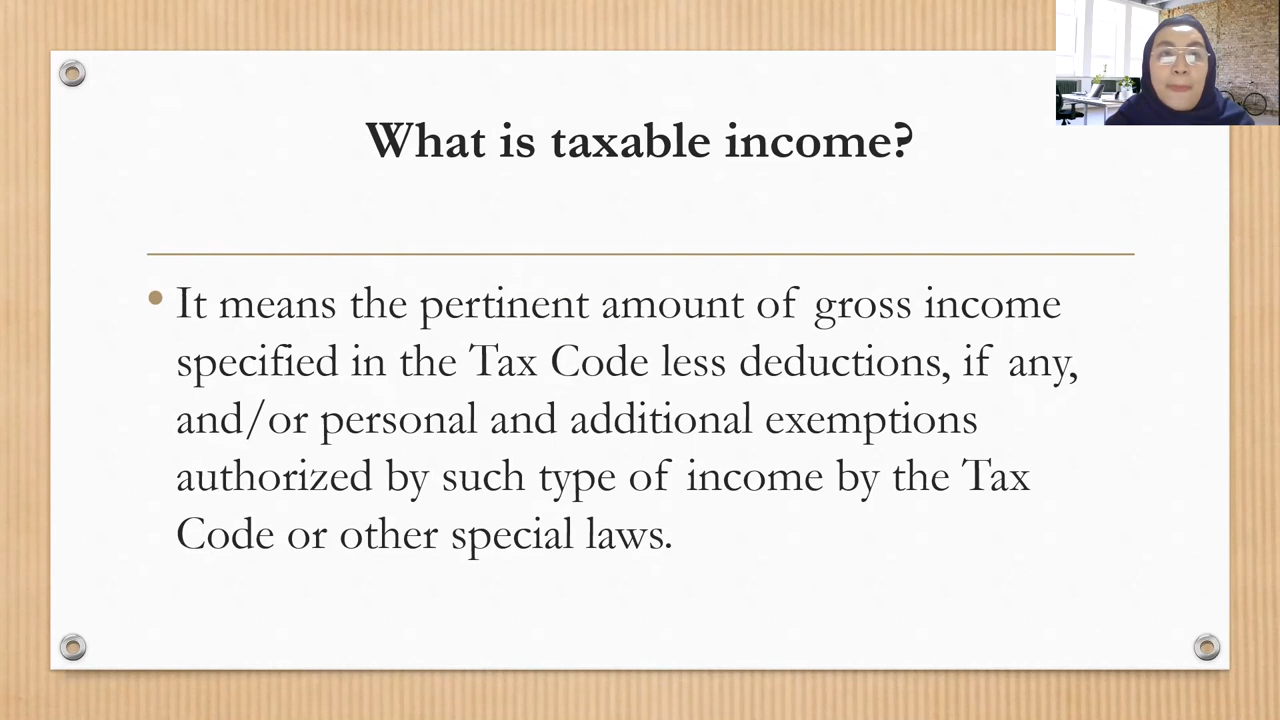 What is taxable income?
• It means the pertinent amount of gross income
specified in the Tax Code less deductions, if any,
and/or personal and additional exemptions
authorized by such type of income by the Tax
Code or other special laws.